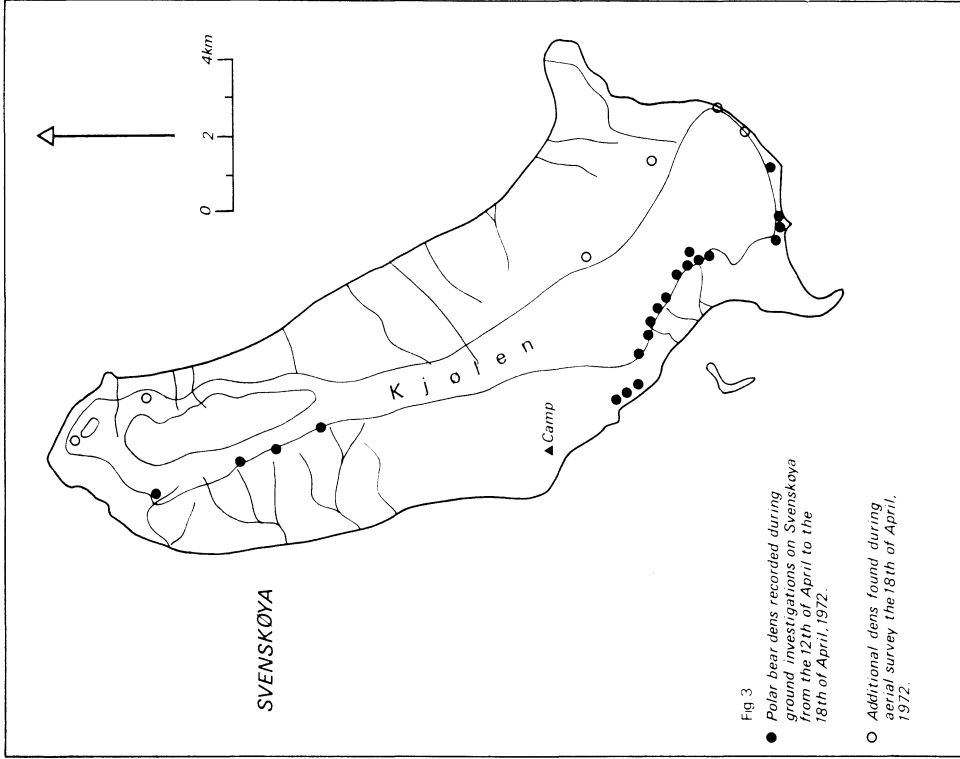 SVENSKØYA
0 2 4km
Kjølen
Camp
Fig 3
Polar bear dens recorded during
ground investigations on Svenskøya
from the 12th of April to the
18th of April, 1972.
Additional dens found during
aerial survey the 18th of April,
1972.